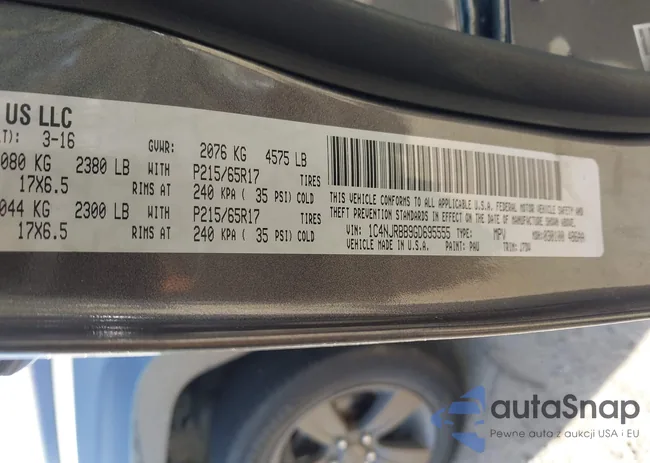 US LLC
LT): 3-16 GVWR: 2076 KG 4575 LB
080 KG 2380 LB WITH P215/65R17 TIRES
17X6.5 RIMS AT 240 KPA ( 35 PSI) COLD
044 KG 2300 LB WITH P215/65R17 TIRES
17X6.5 RIMS AT 240 KPA ( 35 PSI) COLD
THIS VEHICLE CONFORMS TO ALL APPLICABLE U.S.A. FEDERAL MOTOR VEHICLE SAFETY AND
THEFT PREVENTION STANDARDS IN EFFECT ON THE DATE OF MANUFACTURE SHOWN ABOVE.
VIN: 1C4NJRBB9GD695555 TYPE: MPV
VEHICLE MADE IN U.S.A. PAINT: PAU TRIM:
autaSnap
Pewne auta z aukcji USA i EU